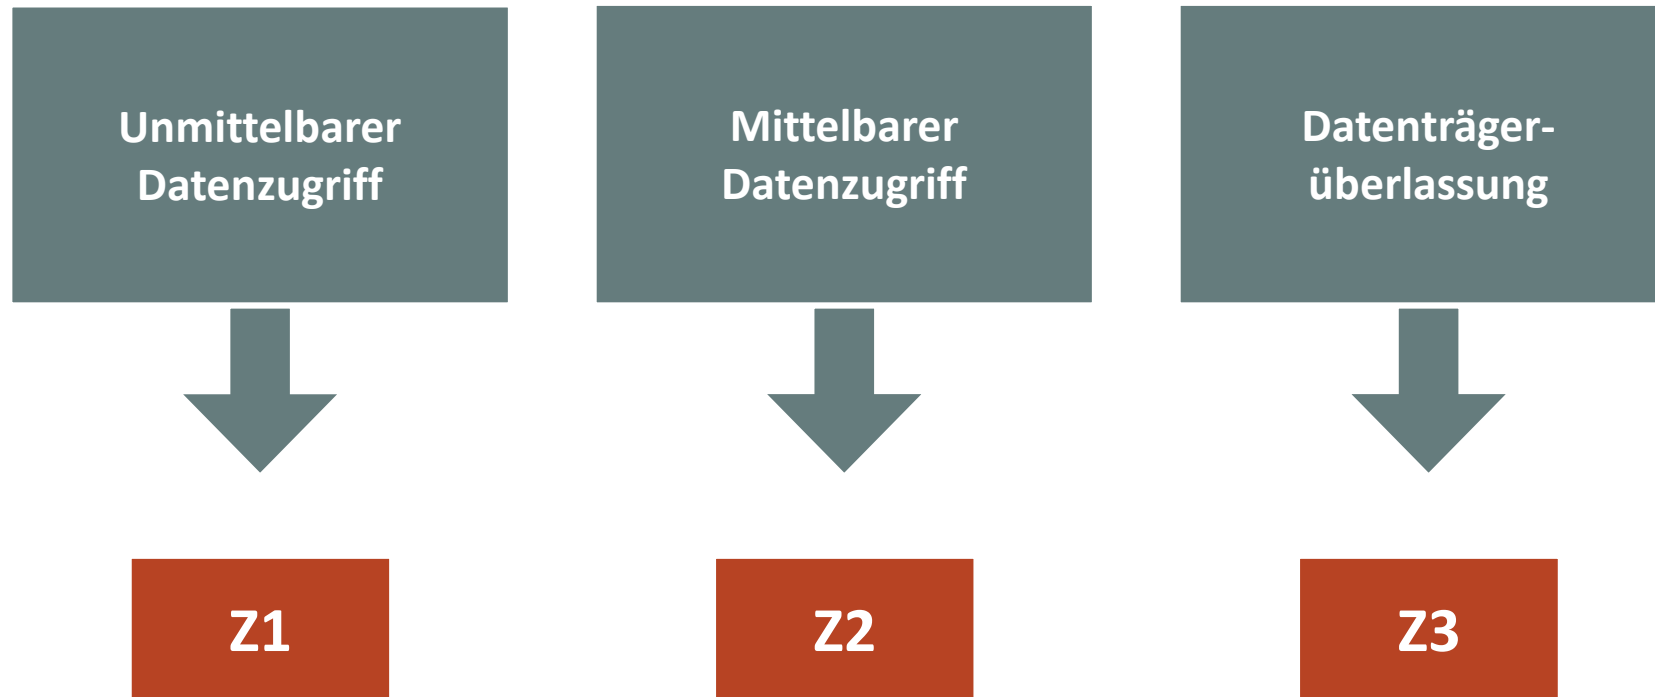 Unmittelbarer
Datenzugriff
Mittelbarer
Datenzugriff
Datenträger-
überlassung
Z1
Z2
Z3